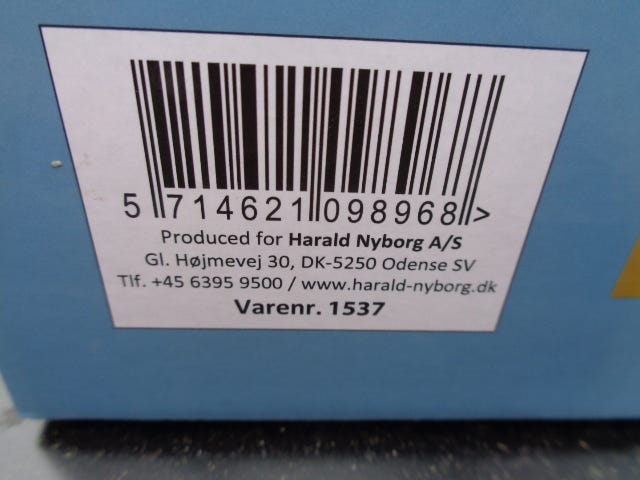 5 714621 098968 >
Produced for Harald Nyborg A/S
Gl. Højmevej 30, DK-5250 Odense SV
Tlf. +45 6395 9500 / www.harald-nyborg.dk
Varenr. 1537